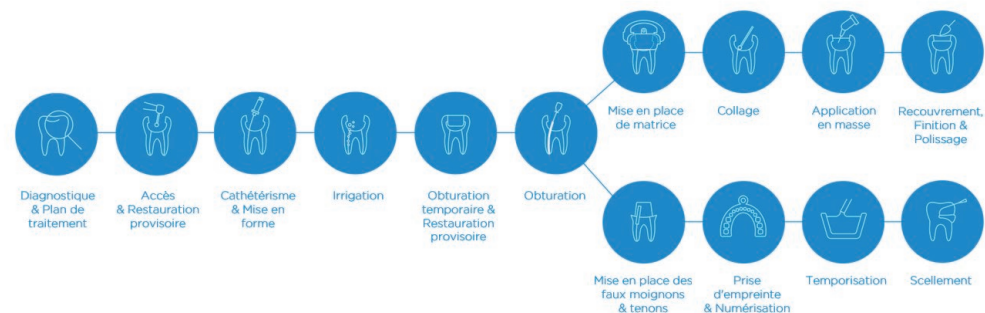 Diagnostique
& Plan de
traitement
Accès
& Restauration
provisoire
Cathétérisme
& Mise en
forme
Irrigation
Obturation
temporaire &
Restauration
provisoire
Obturation
Mise en place
de matrice
Collage
Application
en masse
Recouvrement,
Finition &
Polissage
Mise en place des
faux moignons
& tenons
Prise
d'empreinte
& Numérisation
Temporisation
Scellement